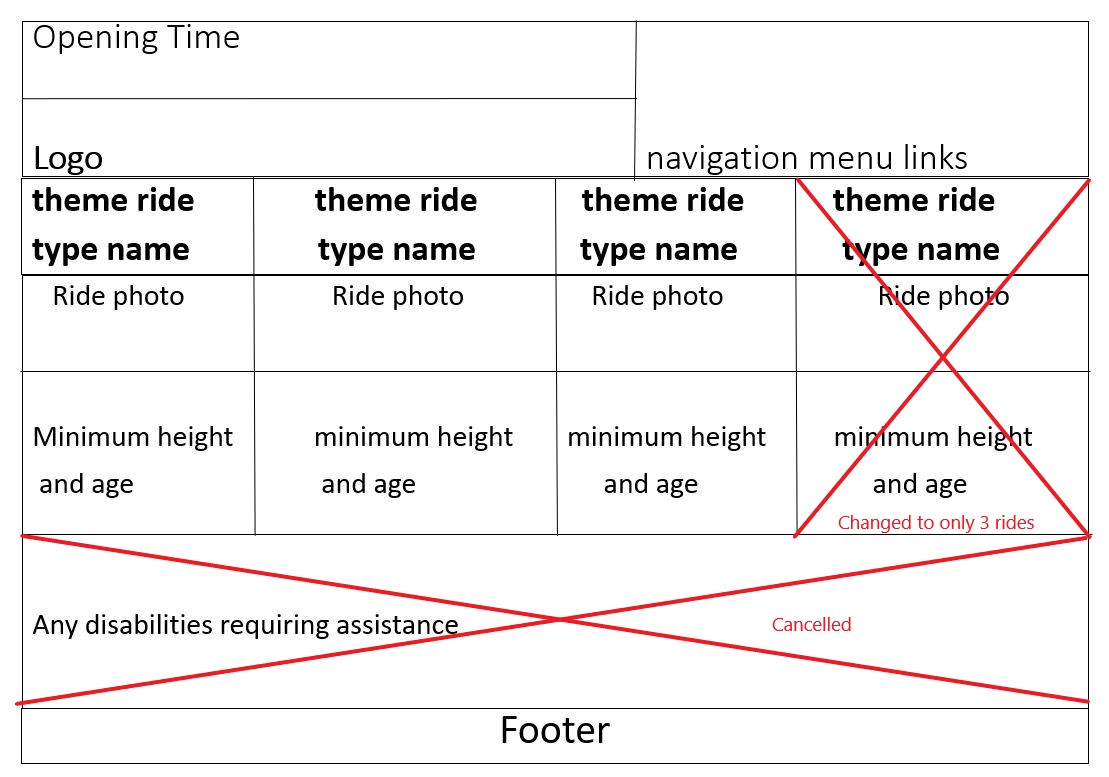 Opening Time
Logo
navigation menu links
theme ride theme ride theme ride theme ride
type name type name type name type name
Ride photo Ride photo Ride photo Ride photo
Minimum height minimum height minimum height minimum height
and age and age and age and age
Changed to only 3 rides
Any disabilities requiring assistance
Cancelled
Footer